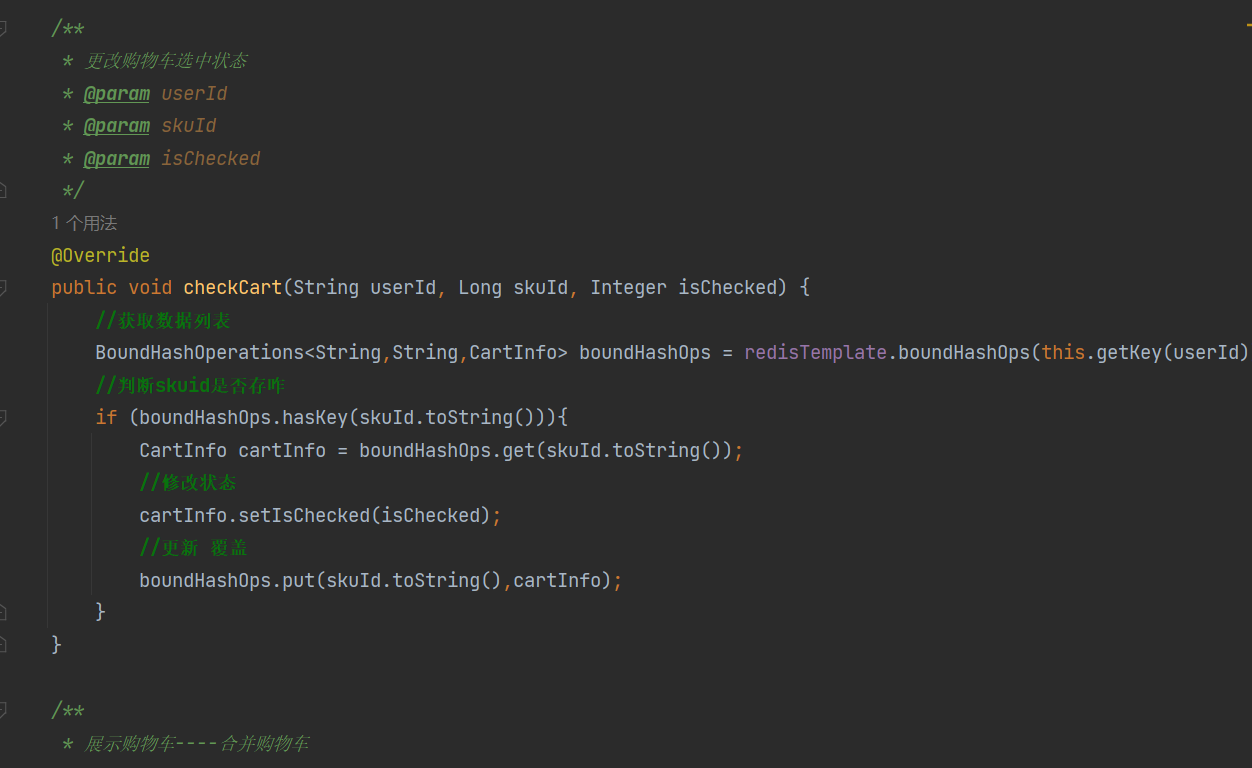 /**
 * 更改购物车选中状态
 * @param userId
 * @param skuId
 * @param isChecked
 */
1 个用法
@Override
public void checkCart(String userId, Long skuId, Integer isChecked) {
    //获取数据列表
    BoundHashOperations<String,String,CartInfo> boundHashOps = redisTemplate.boundHashOps(this.getKey(userId)
    //判断skuid是否存咋
    if (boundHashOps.hasKey(skuId.toString())){
        CartInfo cartInfo = boundHashOps.get(skuId.toString());
        //修改状态
        cartInfo.setIsChecked(isChecked);
        //更新 覆盖
        boundHashOps.put(skuId.toString(),cartInfo);
    }
}
/**
 * 展示购物车----合并购物车